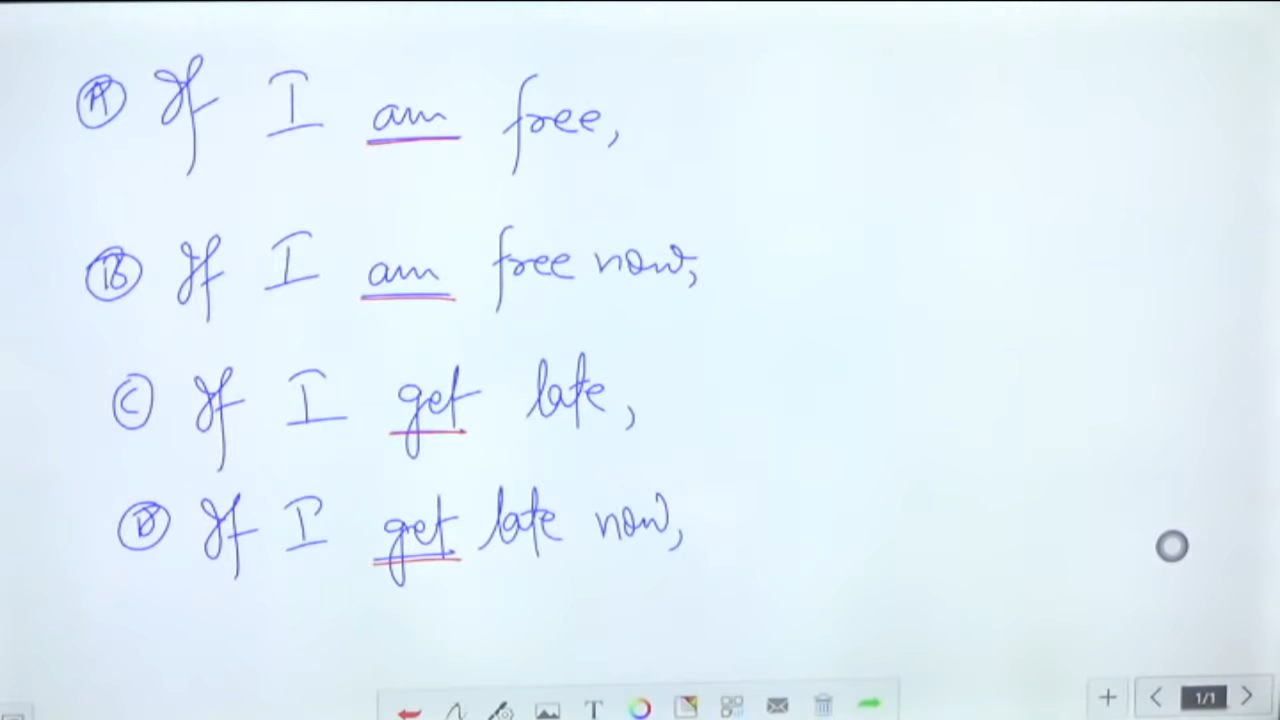 Ⓐ If I am free,
Ⓑ If I am free now,
Ⓒ If I get late,
Ⓓ If I get late now,
1/1